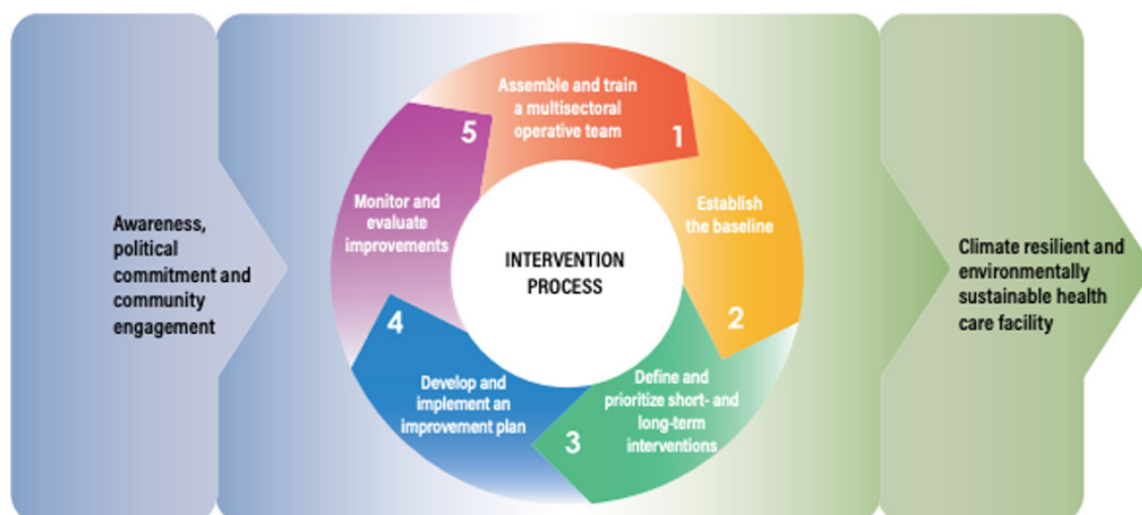 Awareness,
political
commitment and
community
engagement
INTERVENTION
PROCESS
Assemble and train
a multisectoral
operative team
1
Establish
the baseline
2
Define and
prioritize short- and
long-term
interventions
3
Develop and
implement an
improvement plan
4
Monitor and
evaluate
improvements
5
Climate resilient and
environmentally
sustainable health
care facility